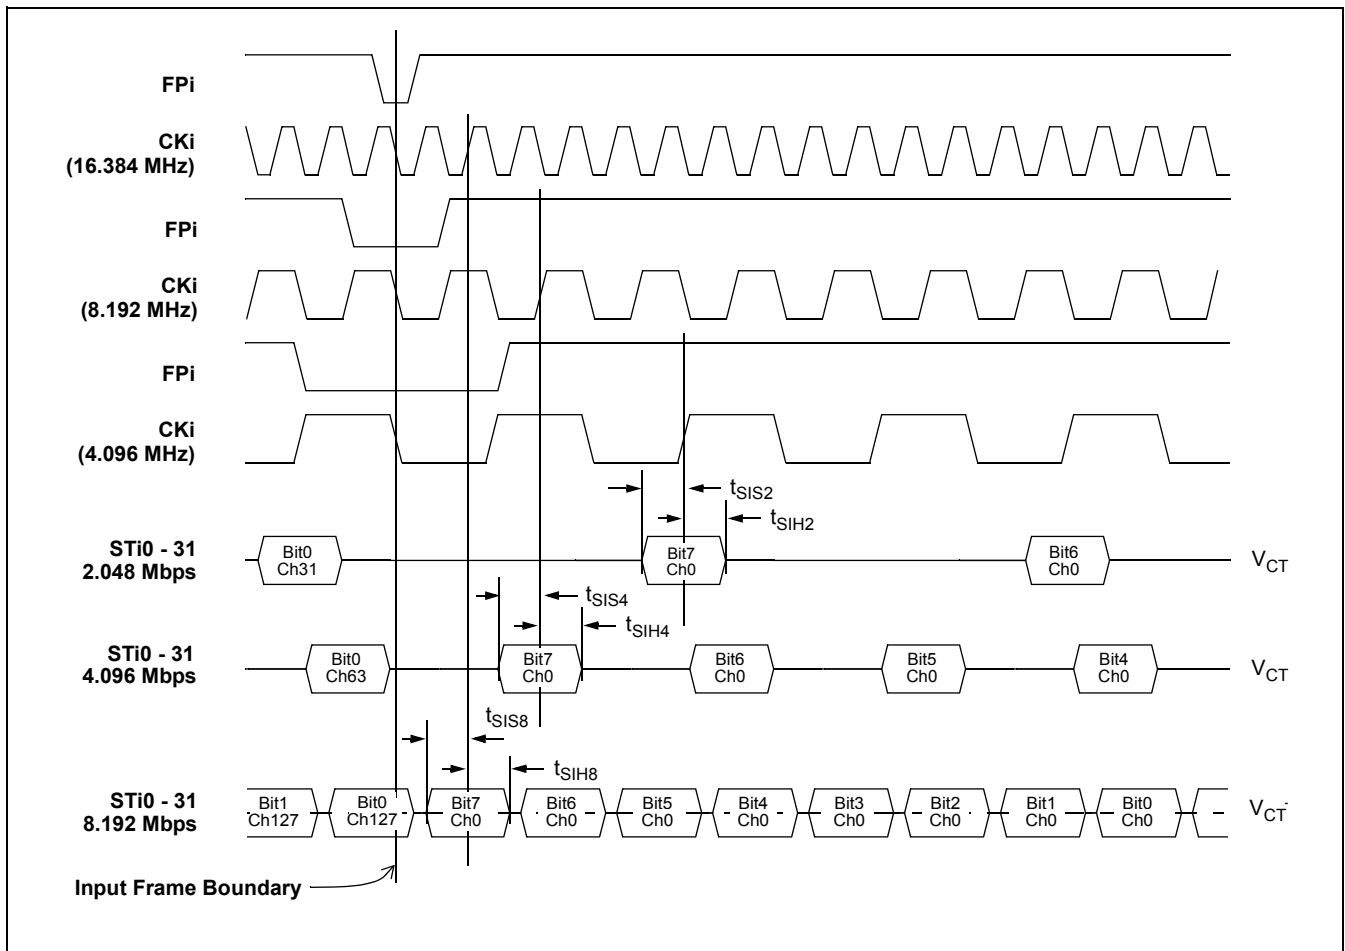 FPi
CKi
(16.384 MHz)
FPi
CKi
(8.192 MHz)
FPi
CKi
(4.096 MHz)
tSIS2
tSIH2
STi0 - 31
2.048 Mbps
Bit0
Ch31
Bit7
Ch0
Bit6
Ch0
VCT
tSIS4
tSIH4
STi0 - 31
4.096 Mbps
Bit0
Ch63
Bit7
Ch0
Bit6
Ch0
Bit5
Ch0
Bit4
Ch0
VCT
tSIS8
tSIH8
STi0 - 31
8.192 Mbps
Bit1
Ch127
Bit0
Ch127
Bit7
Ch0
Bit6
Ch0
Bit5
Ch0
Bit4
Ch0
Bit3
Ch0
Bit2
Ch0
Bit1
Ch0
Bit0
Ch0
VCT
Input Frame Boundary